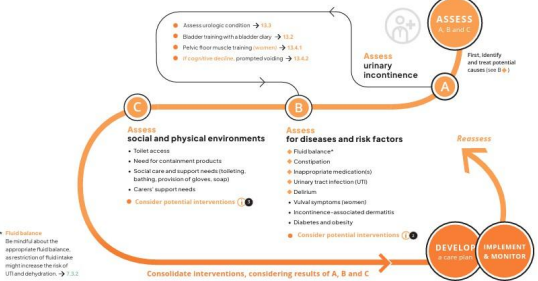 ASSESS
A, B and C
First, identify
and treat potential
causes (see B)
Assess
urinary
incontinence
A
Assess urologic condition → 13.3
Bladder training with a bladder diary → 13.2
Pelvic floor muscle training (women) → 13.4.1
If cognitive decline: prompted voiding → 13.4.2
B
Assess
for diseases and risk factors
Fluid balance*
Constipation
Inappropriate medication(s)
Urinary tract infection (UTI)
Delirium
• Vulval symptoms (women)
• Incontinence-associated dermatitis
• Diabetes and obesity
Consider potential interventions
C
Assess
social and physical environments
• Toilet access
• Need for containment products
• Social care and support needs (toileting,
bathing, provision of gloves, soap)
• Carers' support needs
Consider potential interventions
Reassess
DEVELOP
a care plan
IMPLEMENT
& MONITOR
Consolidate interventions, considering results of A, B and C
* Fluid balance
Be mindful about the
appropriate fluid balance,
as restriction of fluid intake
might increase the risk of
UTI and dehydration. → 7.3.2